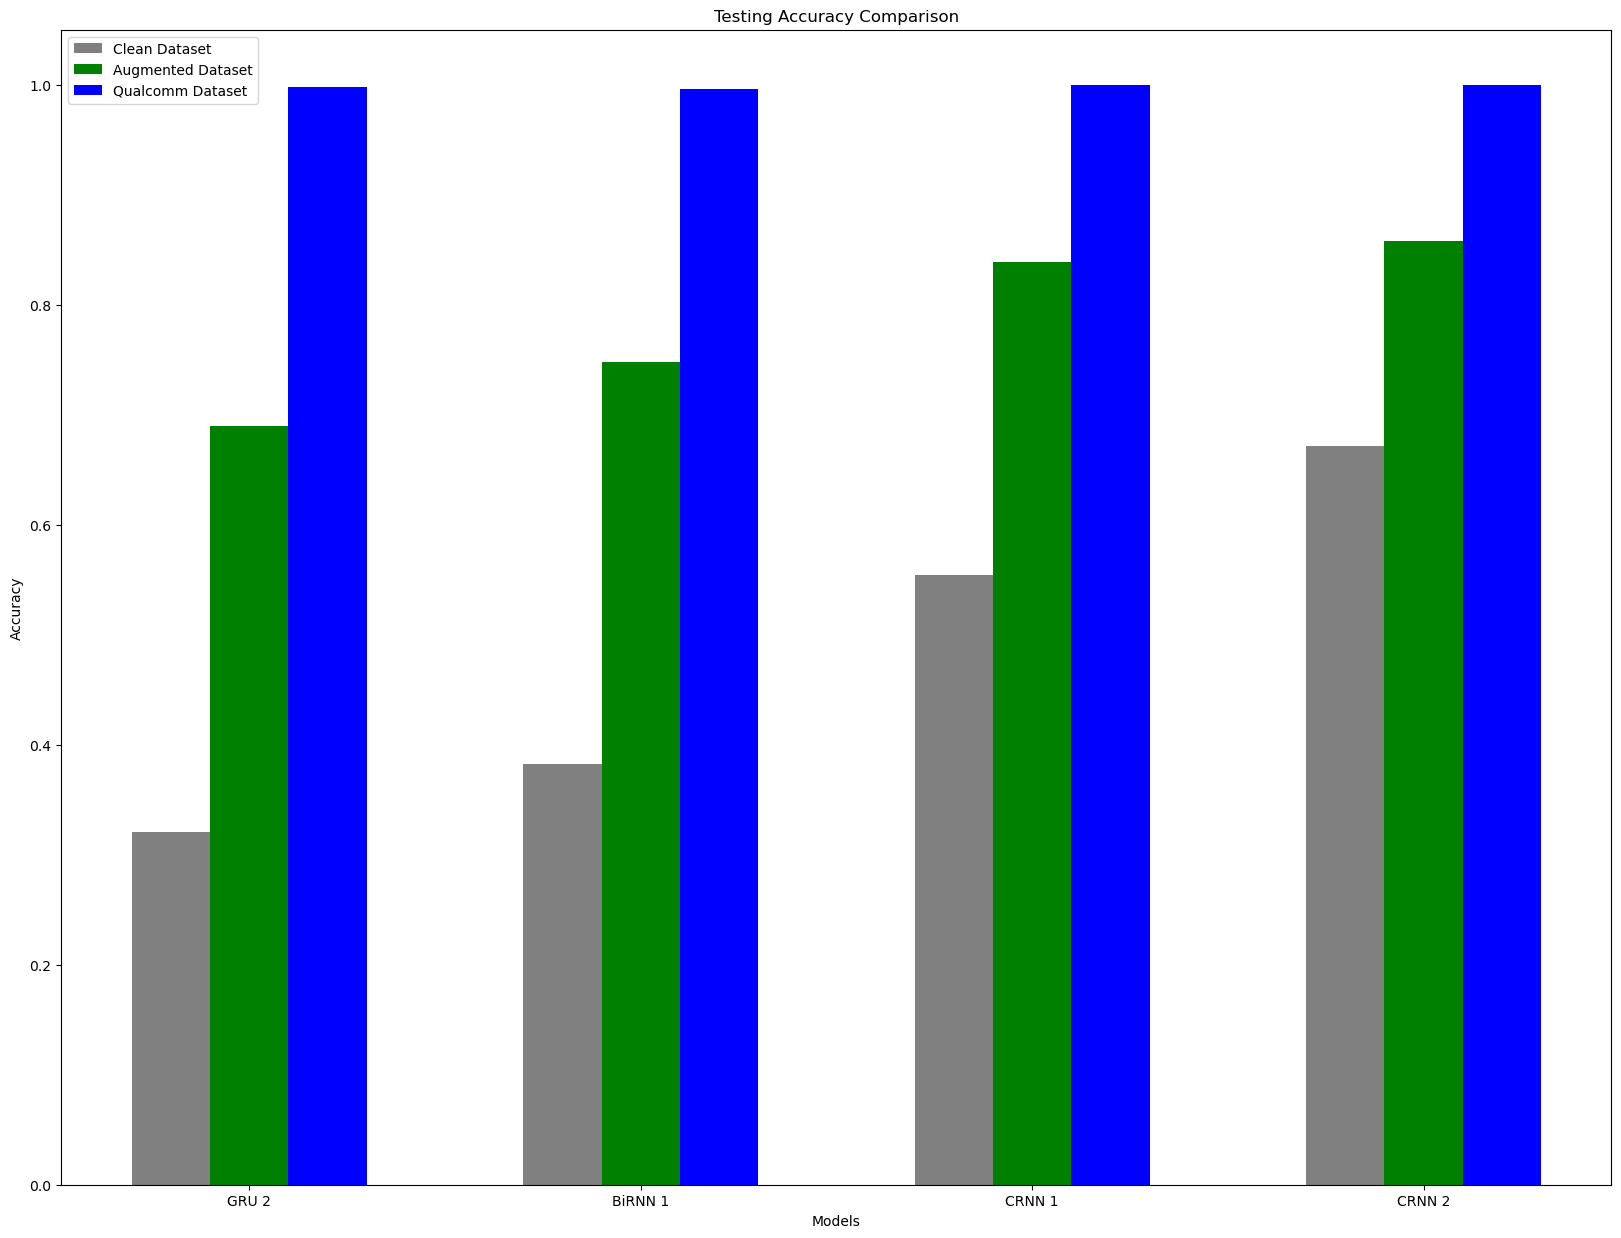 Testing Accuracy Comparison
Clean Dataset
Augmented Dataset
Qualcomm Dataset
1.0
0.8
0.6
0.4
0.2
0.0
Accuracy
GRU 2
BiRNN 1
CRNN 1
CRNN 2
Models